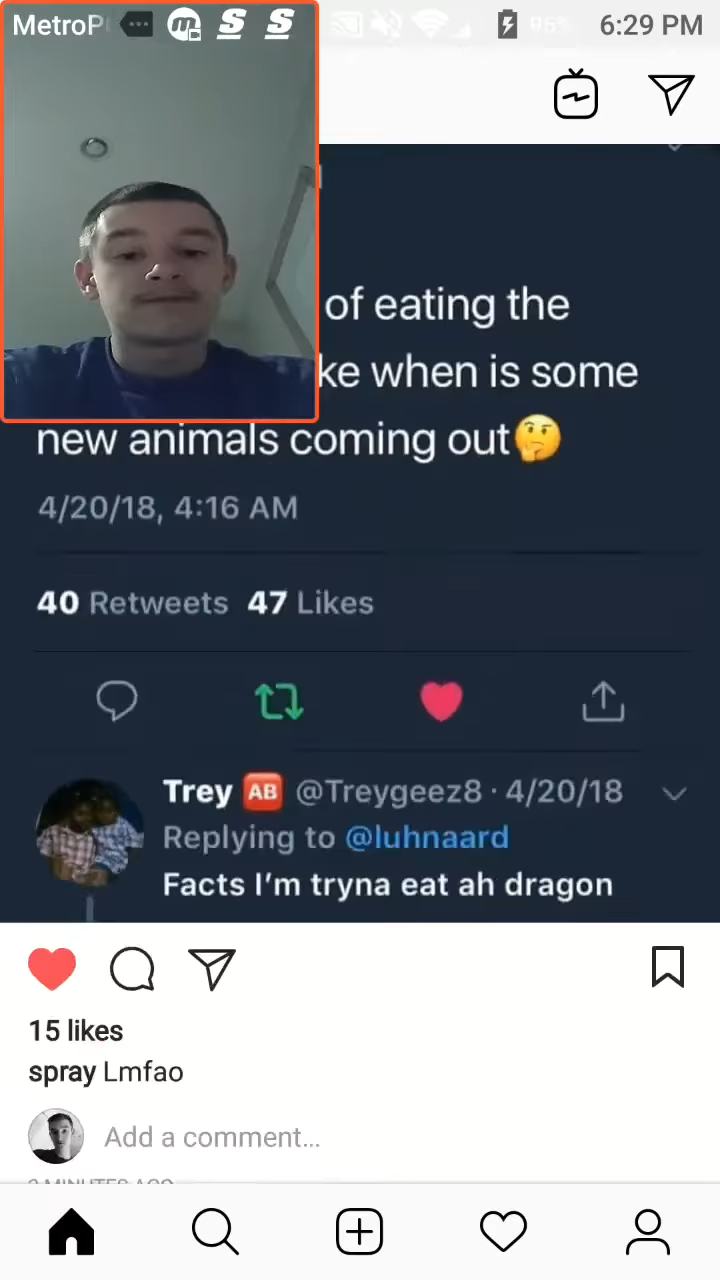 MetroP
6:29 PM
of eating the
ke when is some
new animals coming out🤔
4/20/18, 4:16 AM
40 Retweets 47 Likes
Trey 🆎 @Treygeez8 · 4/20/18
Replying to @luhnaard
Facts I'm tryna eat ah dragon
15 likes
spray Lmfao
Add a comment...